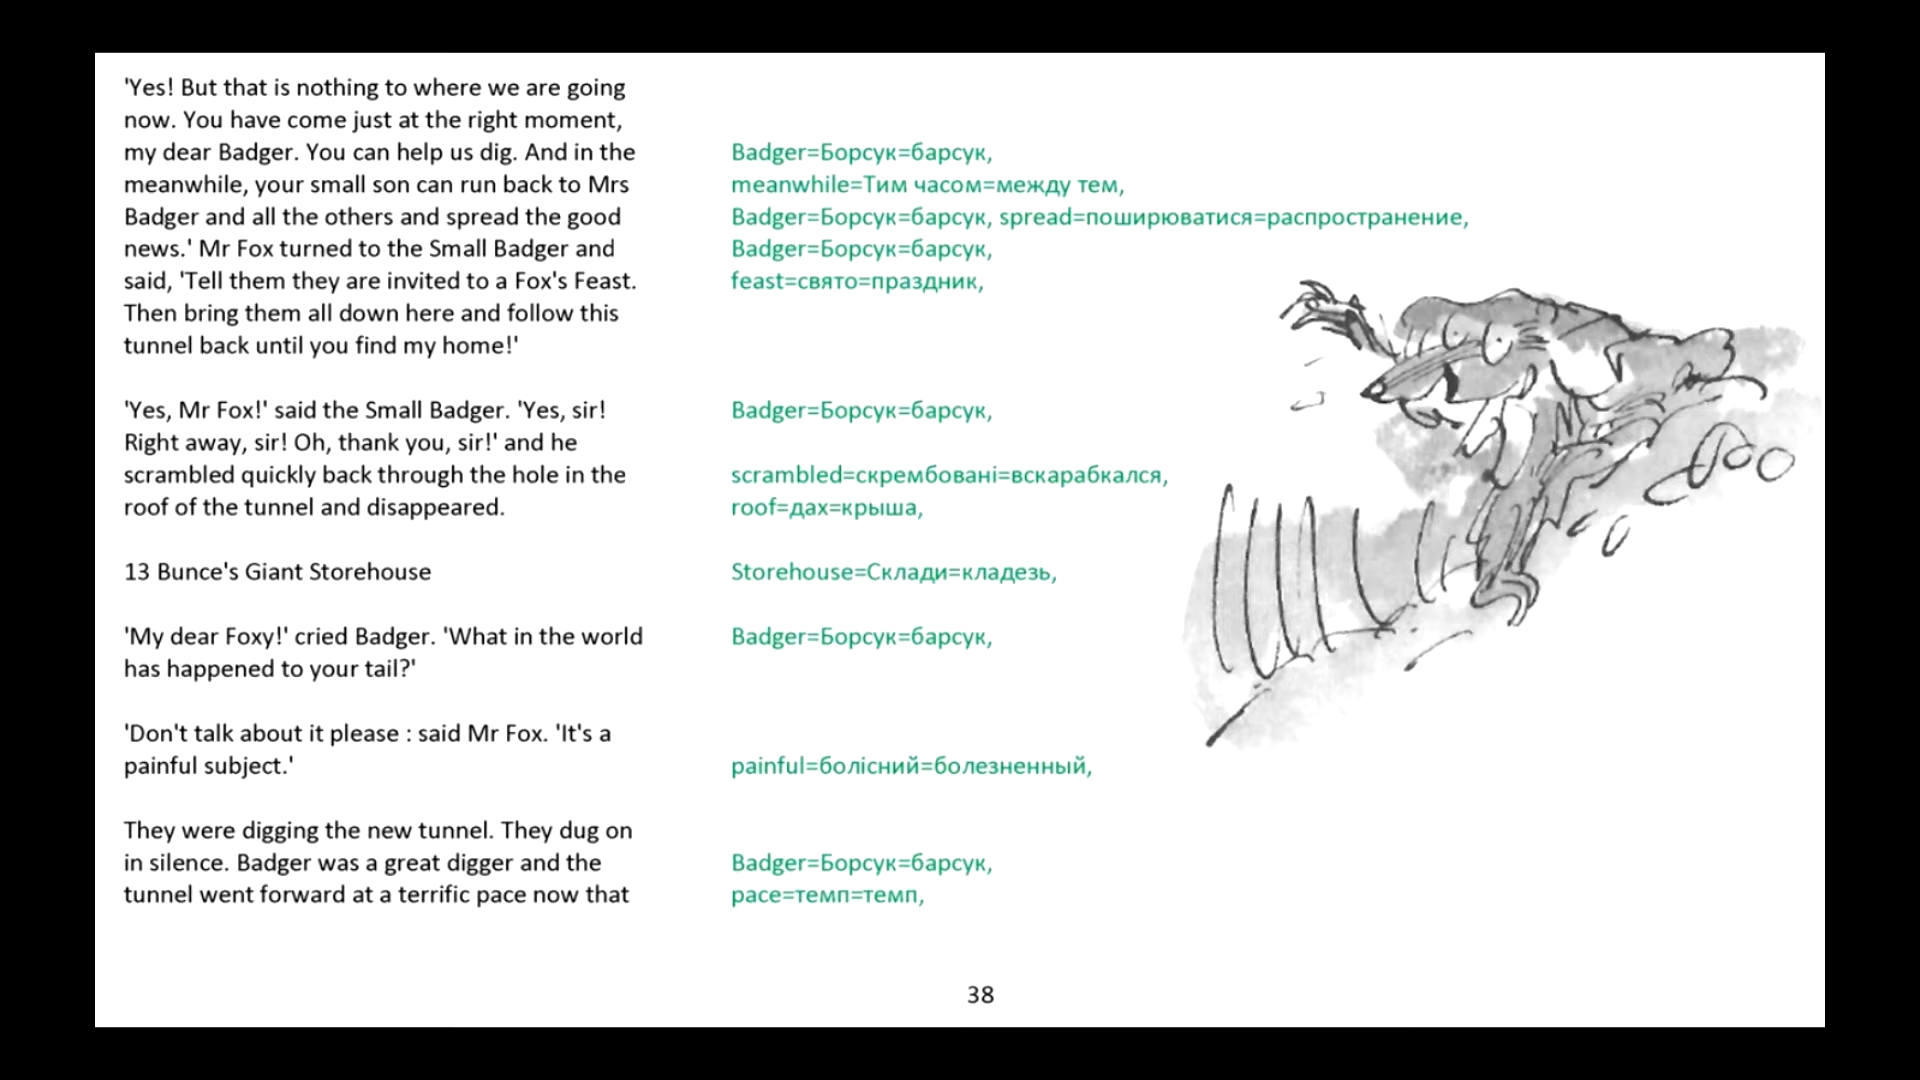 'Yes! But that is nothing to where we are going
now. You have come just at the right moment,
my dear Badger. You can help us dig. And in the
meanwhile, your small son can run back to Mrs
Badger and all the others and spread the good
news.' Mr Fox turned to the Small Badger and
said, 'Tell them they are invited to a Fox's Feast.
Then bring them all down here and follow this
tunnel back until you find my home!'
'Yes, Mr Fox!' said the Small Badger. 'Yes, sir!
Right away, sir! Oh, thank you, sir!' and he
scrambled quickly back through the hole in the
roof of the tunnel and disappeared.
13 Bunce's Giant Storehouse
'My dear Foxy!' cried Badger. 'What in the world
has happened to your tail?'
'Don't talk about it please : said Mr Fox. 'It's a
painful subject.'
They were digging the new tunnel. They dug on
in silence. Badger was a great digger and the
tunnel went forward at a terrific pace now that
Badger=Борсук=барсук,
meanwhile=Тим часом=между тем,
Badger=Борсук=барсук, spread=поширюватися=распространение,
Badger=Борсук=барсук,
feast=свято=праздник,
Badger=Борсук=барсук,
scrambled=скрембовані=вскарабкался,
roof=дах=крыша,
Storehouse=Склади=кладезь,
Badger=Борсук=барсук,
painful=болісний=болезненный,
Badger=Борсук=барсук,
pace=темп=темп,
38